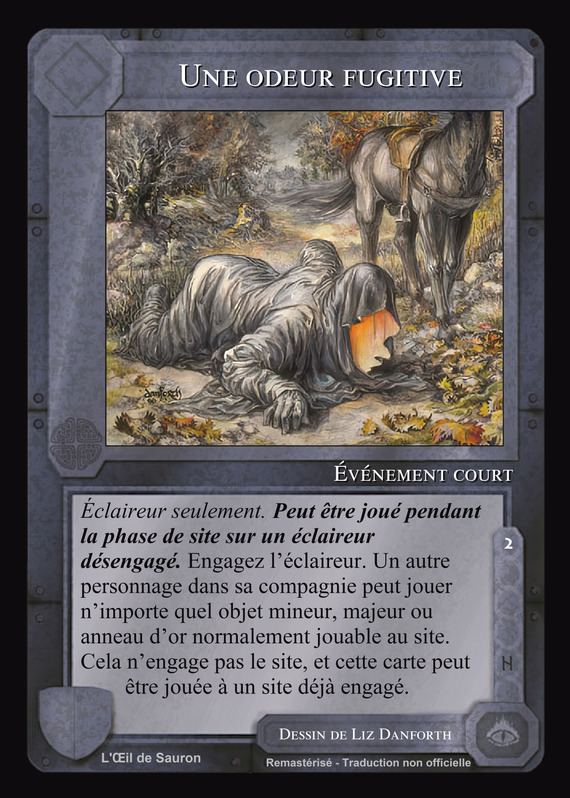 Une odeur fugitive
Danforth
Événement court
Éclaireur seulement. Peut être joué pendant
la phase de site sur un éclaireur
désengagé. Engagez l’éclaireur. Un autre
personnage dans sa compagnie peut jouer
n’importe quel objet mineur, majeur ou
anneau d’or normalement jouable au site.
Cela n’engage pas le site, et cette carte peut
être jouée à un site déjà engagé.
2
Dessin de Liz Danforth
L'Œil de Sauron
Remastérisé - Traduction non officielle